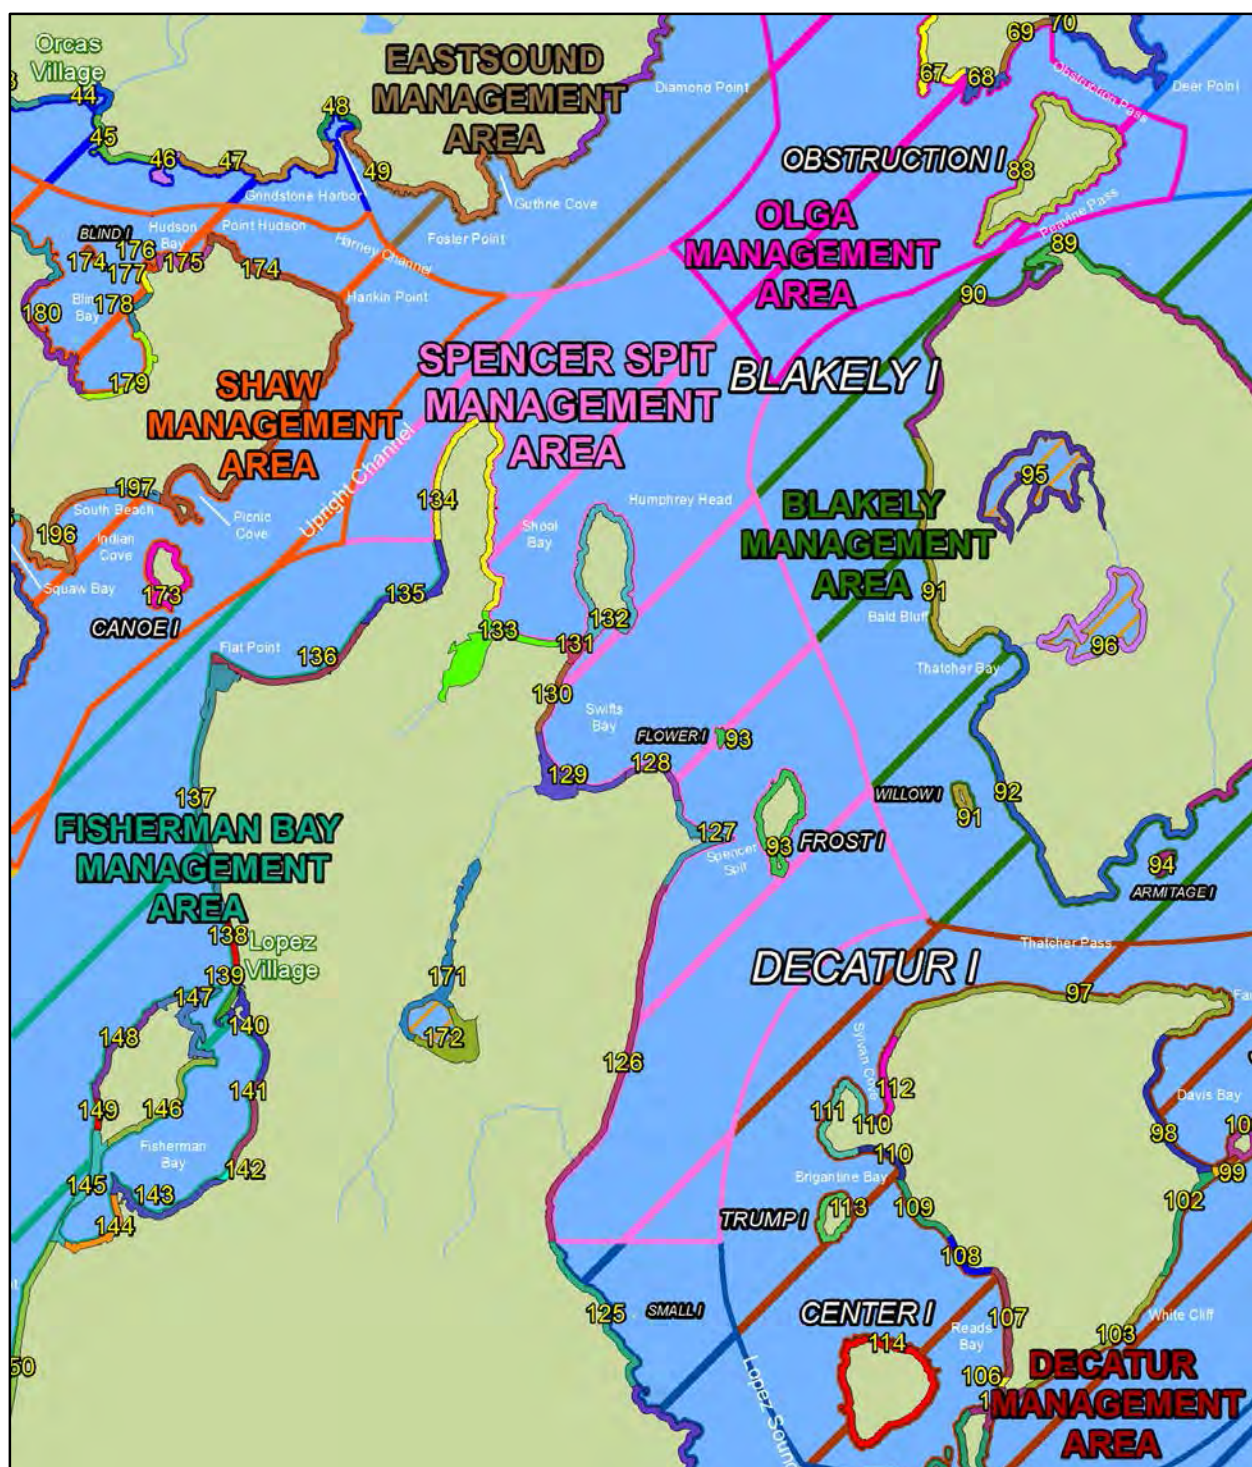 Orcas
Village
EASTSOUND
MANAGEMENT
AREA
Diamond Point
67
68
69
70
Obstruction Pass
Deer Point
44
45
46
47
48
49
Grindstone Harbor
Guthrie Cove
Foster Point
Harney Channel
OBSTRUCTION I
88
Peavine Pass
OLGA
MANAGEMENT
AREA
89
90
BLIND I
Hudson
Bay
Point Hudson
174
176
177
175
174
178
180
179
Hankin Point
SHAW
MANAGEMENT
AREA
SPENCER SPIT
MANAGEMENT
AREA
BLAKELY I
Upright Channel
197
South Beach
196
Indian
Cove
Picnic
Cove
Squaw Bay
173
CANOE I
134
Shoal
Bay
Humphrey Head
BLAKELY
MANAGEMENT
AREA
95
91
Bald Bluff
96
Thatcher Bay
135
136
Flat Point
133
132
131
130
Swifts
Bay
FLOWER I
93
129
128
127
Spencer
Spit
93
FROST I
WILLOW I
91
92
94
ARMITAGE I
137
FISHERMAN BAY
MANAGEMENT
AREA
138
Lopez
Village
139
147
140
148
141
149
146
Fisherman
Bay
142
145
143
144
171
172
126
DECATUR I
Thatcher Pass
97
Sylvan Cove
112
111
110
110
Brigantine Bay
Davis Bay
98
99
102
109
TRUMP I
113
108
125
SMALL I
CENTER I
114
107
Reads
Bay
White Cliff
103
106
DECATUR
MANAGEMENT
AREA
50